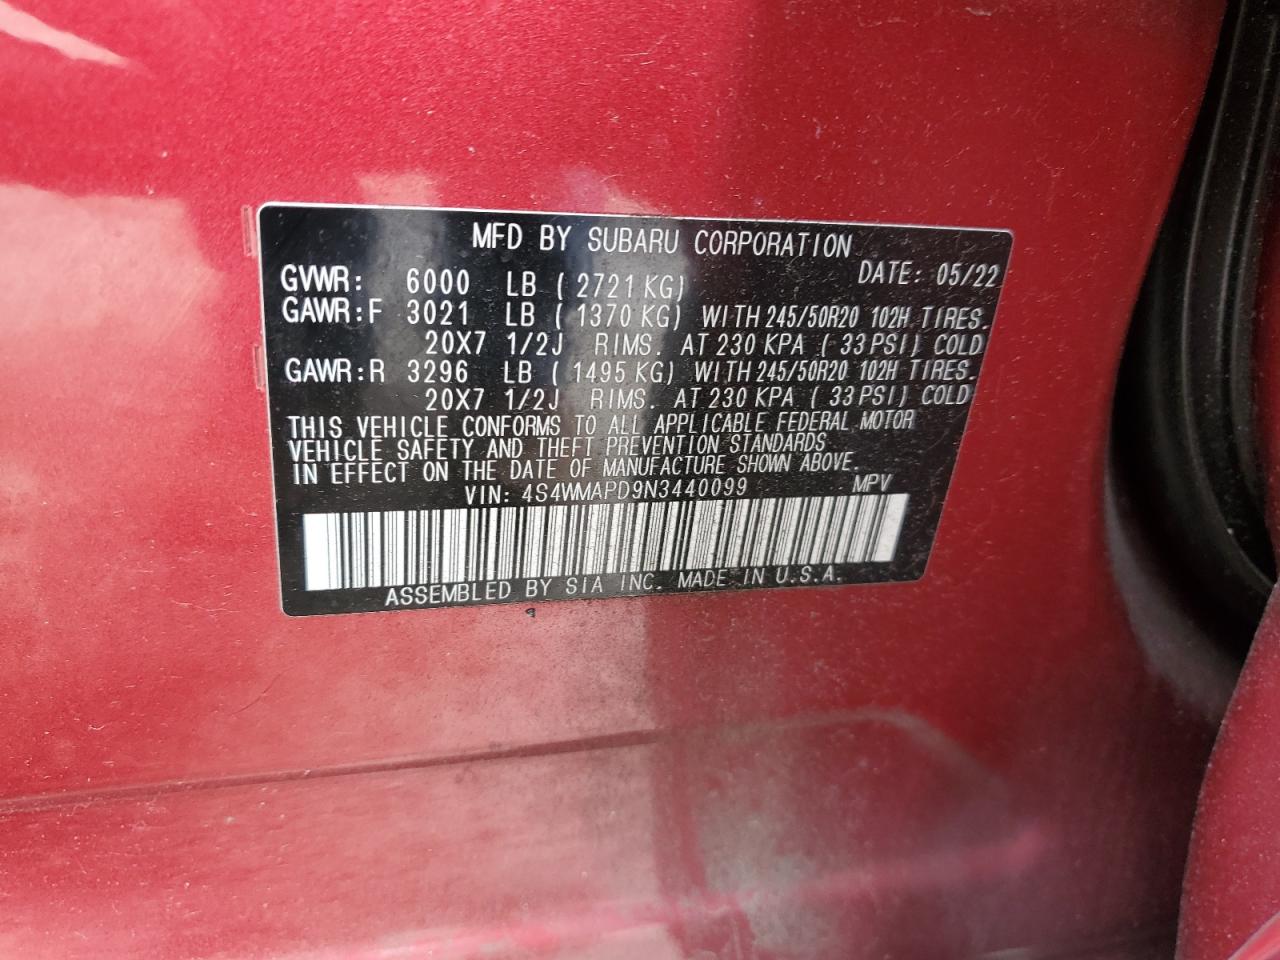 MFD BY SUBARU CORPORATION
GVWR: 6000 LB ( 2721 KG) DATE: 05/22
GAWR:F 3021 LB ( 1370 KG) WITH 245/50R20 102H TIRES.
20X7 1/2J RIMS. AT 230 KPA ( 33 PSI) COLD
GAWR:R 3296 LB ( 1495 KG) WITH 245/50R20 102H TIRES.
20X7 1/2J RIMS. AT 230 KPA ( 33 PSI) COLD
THIS VEHICLE CONFORMS TO ALL APPLICABLE FEDERAL MOTOR
VEHICLE SAFETY AND THEFT PREVENTION STANDARDS
IN EFFECT ON THE DATE OF MANUFACTURE SHOWN ABOVE.
VIN: 4S4WMAPD9N3440099 MPV
ASSEMBLED BY SIA INC. MADE IN U.S.A.